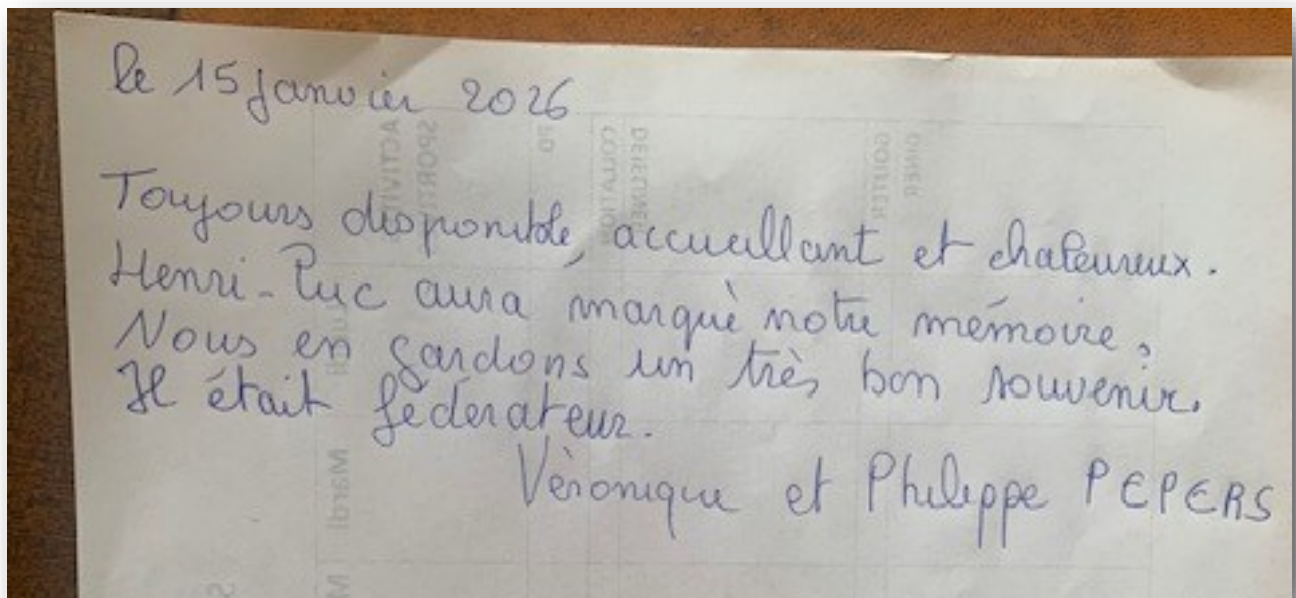 le 15 janvier 2026
Toujours disponible, accueillant et chaleureux.
Henri-Luc aura marqué notre mémoire.
Nous en gardons un très bon souvenir.
Il était fédérateur.
Véronique et Philippe PEPERS